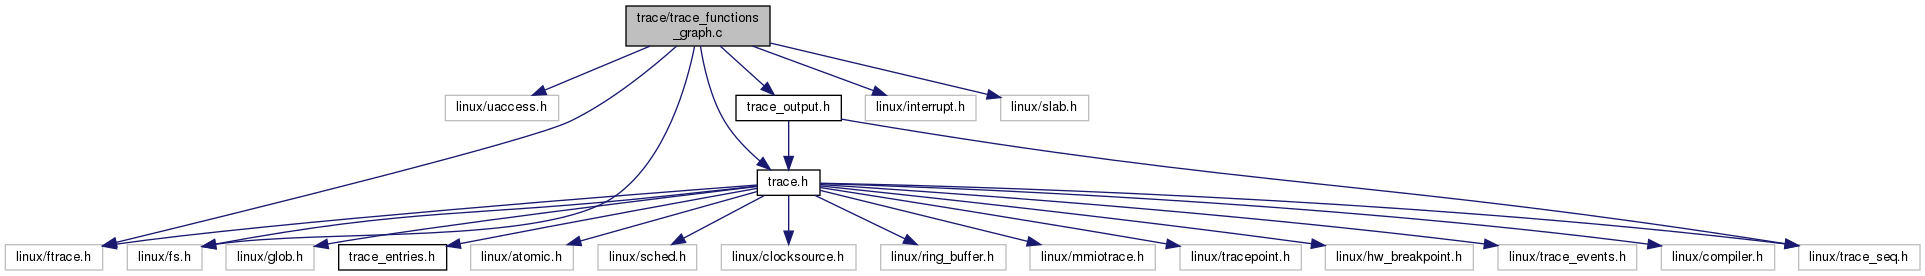 trace/trace_functions
_graph.c
linux/uaccess.h
trace_output.h
linux/interrupt.h
linux/slab.h
trace.h
linux/ftrace.h
linux/fs.h
linux/glob.h
trace_entries.h
linux/atomic.h
linux/sched.h
linux/clocksource.h
linux/ring_buffer.h
linux/mmiotrace.h
linux/tracepoint.h
linux/hw_breakpoint.h
linux/trace_events.h
linux/compiler.h
linux/trace_seq.h